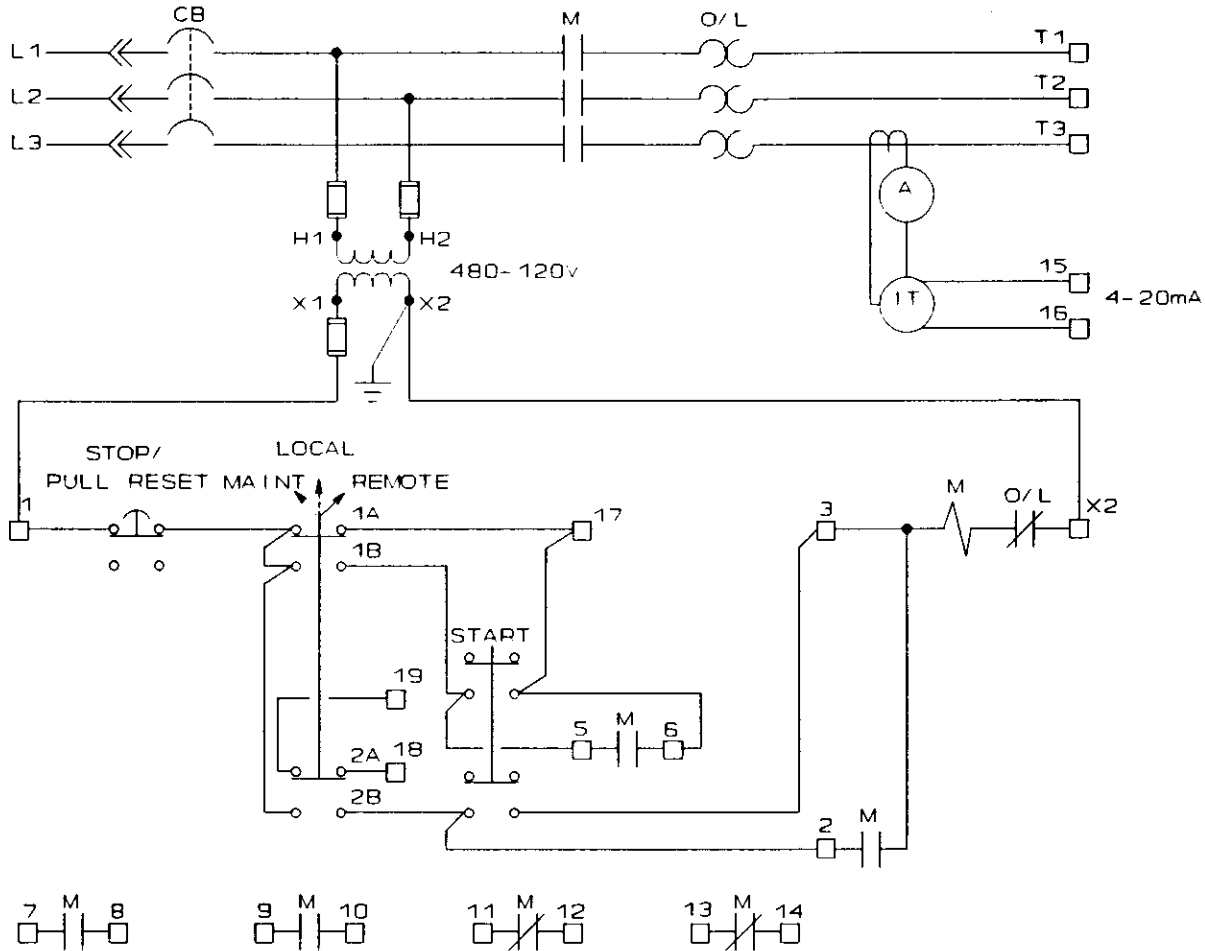 CB
M
O/L
L1
T1
L2
T2
L3
T3
A
H1
H2
480-120V
15
X1
X2
IT
4-20mA
16
STOP/
LOCAL
PULL RESET
MAINT
REMOTE
1
1A
17
3
M
O/L
X2
1B
START
19
5
M
6
2A
18
2B
2
M
7
M
8
9
M
10
11
M
12
13
M
14